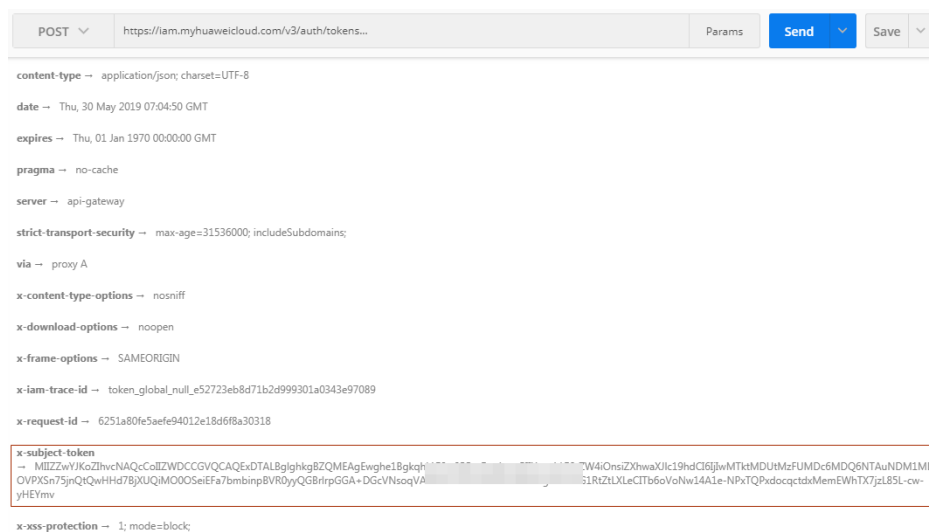 POST https://iam.myhuaweicloud.com/v3/auth/tokens... Params Send Save
content-type → application/json; charset=UTF-8
date → Thu, 30 May 2019 07:04:50 GMT
expires → Thu, 01 Jan 1970 00:00:00 GMT
pragma → no-cache
server → api-gateway
strict-transport-security → max-age=31536000; includeSubdomains;
via → proxy A
x-content-type-options → nosniff
x-download-options → noopen
x-frame-options → SAMEORIGIN
x-iam-trace-id → token_global_null_e52723eb8d71b2d999301a0343e97089
x-request-id → 6251a80fe5aefe94012e18d6f8a30318
x-subject-token
→ MIIZZwYJKoZIhvcNAQcCoIIZWDCCGVQCAQExDTALBglghkgBZQMEAgEwghe1Bgkqh
yHEYmv
x-xss-protection → 1; mode=block;